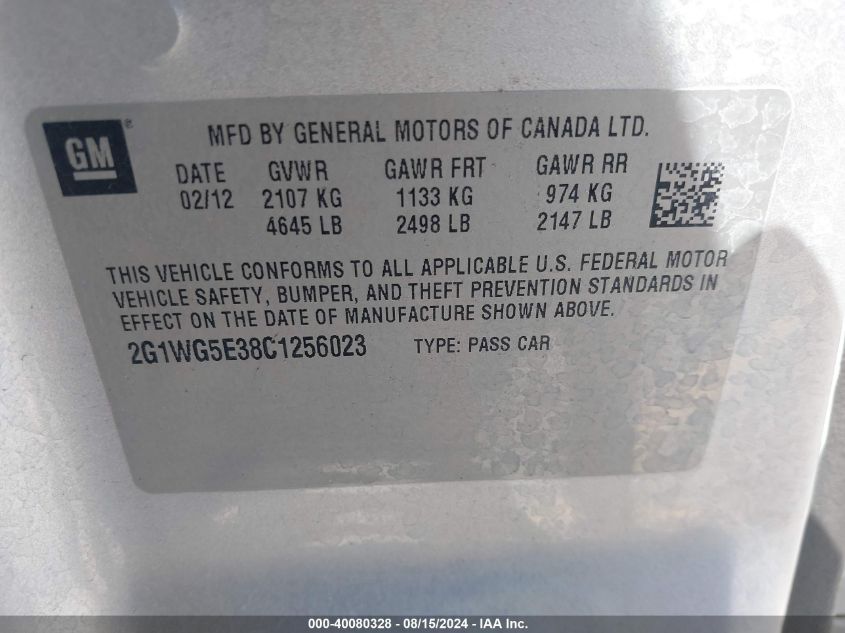 GM®
MFD BY GENERAL MOTORS OF CANADA LTD.
DATE GVWR GAWR FRT GAWR RR
02/12 2107 KG 1133 KG 974 KG
4645 LB 2498 LB 2147 LB
THIS VEHICLE CONFORMS TO ALL APPLICABLE U.S. FEDERAL MOTOR
VEHICLE SAFETY, BUMPER, AND THEFT PREVENTION STANDARDS IN
EFFECT ON THE DATE OF MANUFACTURE SHOWN ABOVE.
2G1WG5E38C1256023 TYPE: PASS CAR
000-40080328 - 08/15/2024 - IAA Inc.